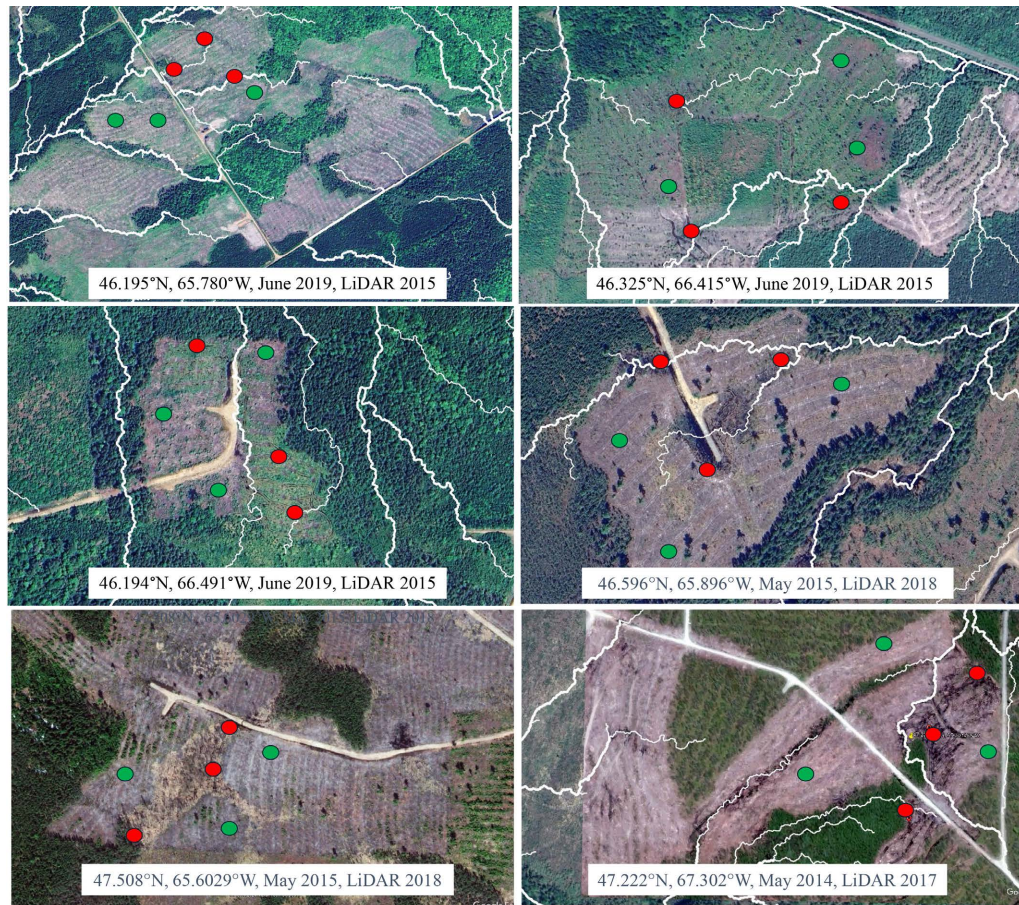 46.195°N, 65.780°W, June 2019, LiDAR 2015
46.325°N, 66.415°W, June 2019, LiDAR 2015
46.194°N, 66.491°W, June 2019, LiDAR 2015
46.596°N, 65.896°W, May 2015, LiDAR 2018
47.508°N, 65.6029°W, May 2015, LiDAR 2018
47.222°N, 67.302°W, May 2014, LiDAR 2017